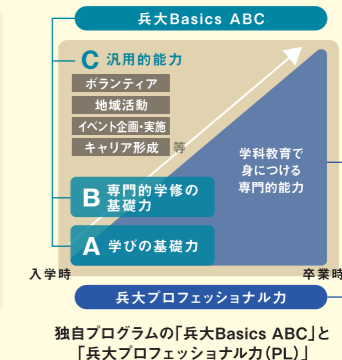 兵大Basics ABC
C 汎用的能力
ボランティア
地域活動
イベント企画・実施
キャリア形成 等
学科教育で
身につける
専門的能力
B 専門的学修の
基礎力
A 学びの基礎力
入学時
卒業時
兵大プロフェッショナル力
独自プログラムの「兵大Basics ABC」と
「兵大プロフェッショナル力(PL)」